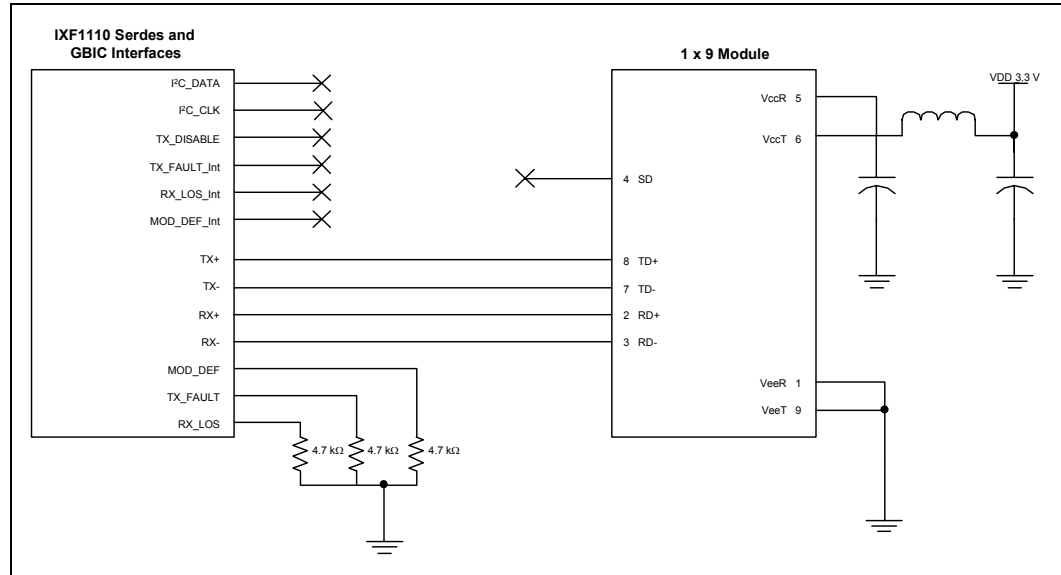 IXF1110 Serdes and
GBIC Interfaces
I²C_DATA
I²C_CLK
TX_DISABLE
TX_FAULT_Int
RX_LOS_Int
MOD_DEF_Int
TX+
TX-
RX+
RX-
MOD_DEF
TX_FAULT
RX_LOS
4.7 kΩ
4.7 kΩ
4.7 kΩ
1 x 9 Module
4 SD
8 TD+
7 TD-
2 RD+
3 RD-
VccR 5
VccT 6
VeeR 1
VeeT 9
VDD 3.3 V